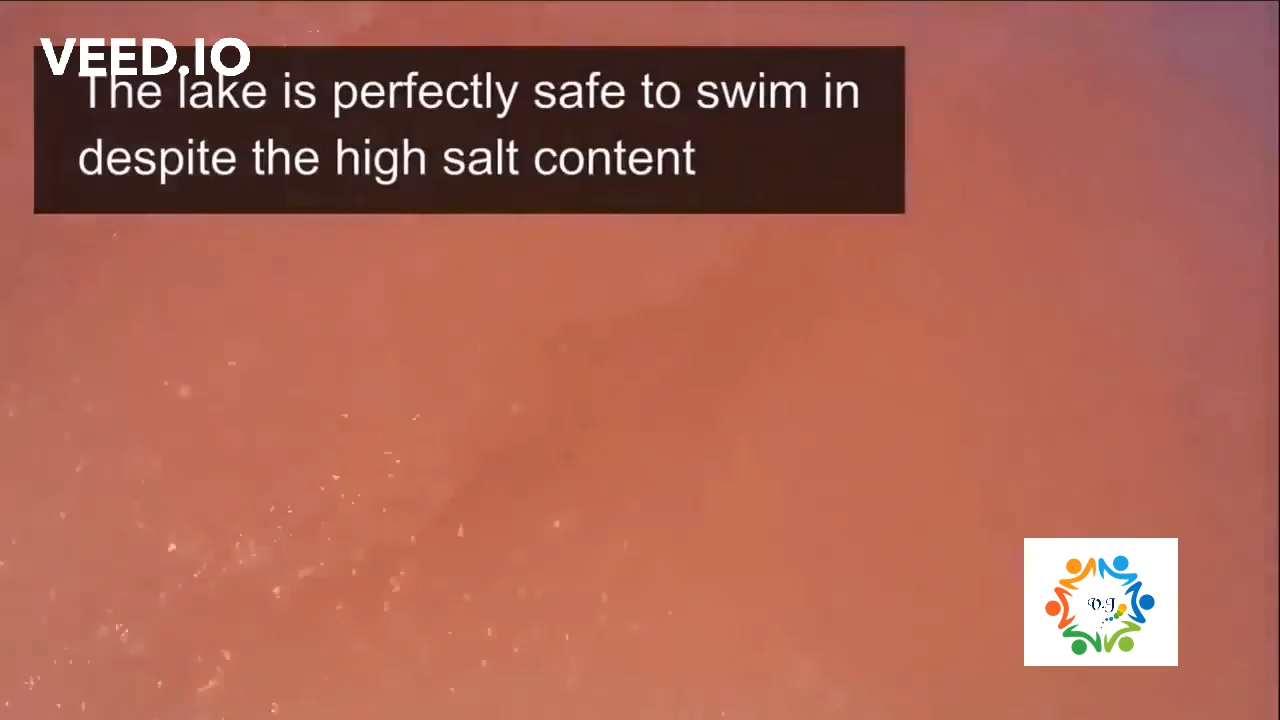 VEED.IO
The lake is perfectly safe to swim in
despite the high salt content
V.J